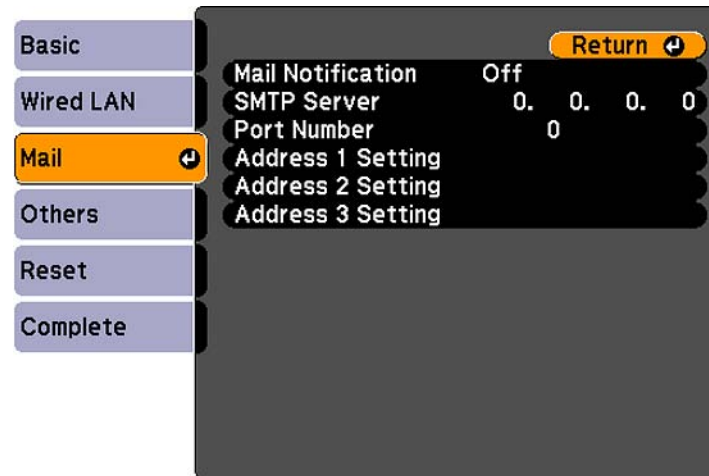 Basic
Wired LAN
Mail
Others
Reset
Complete
Return
Mail Notification Off
SMTP Server 0. 0. 0. 0
Port Number 0
Address 1 Setting
Address 2 Setting
Address 3 Setting